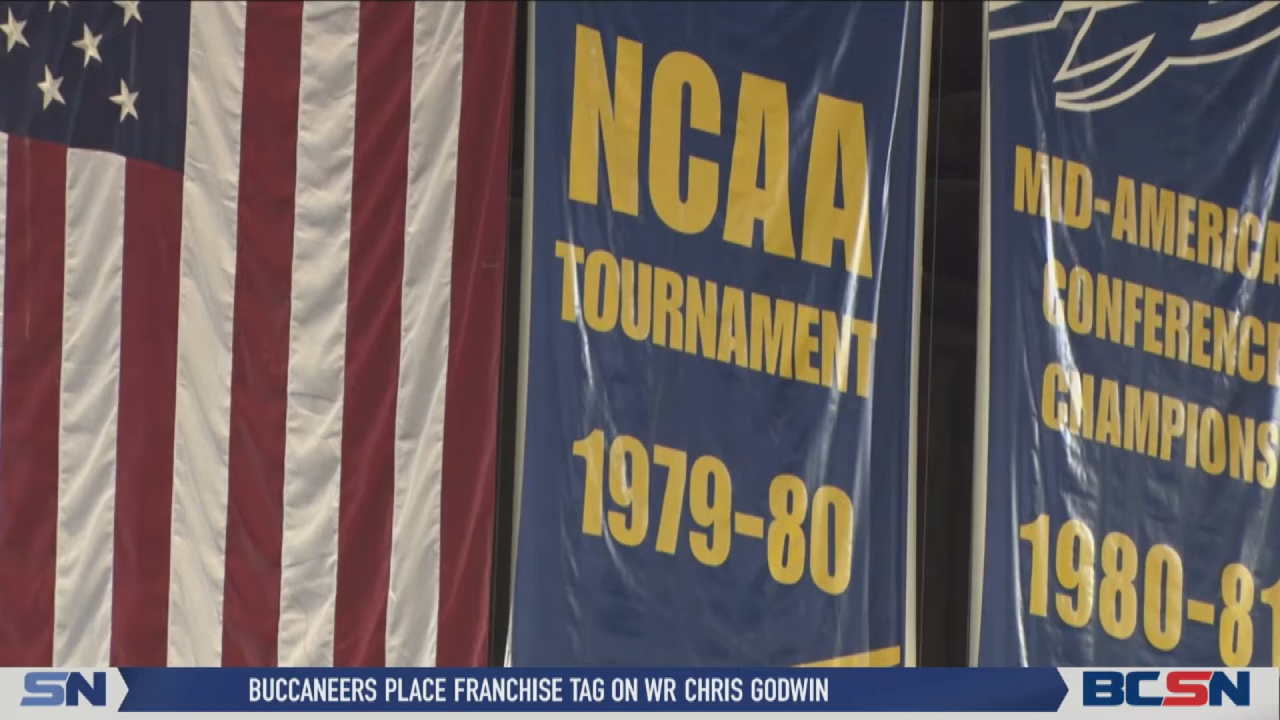 NCAA
TOURNAMENT
1979-80
MID-AMERICA
CONFERENC
CHAMPIONS
1980-81
SN
BUCCANEERS PLACE FRANCHISE TAG ON WR CHRIS GODWIN
BCSN